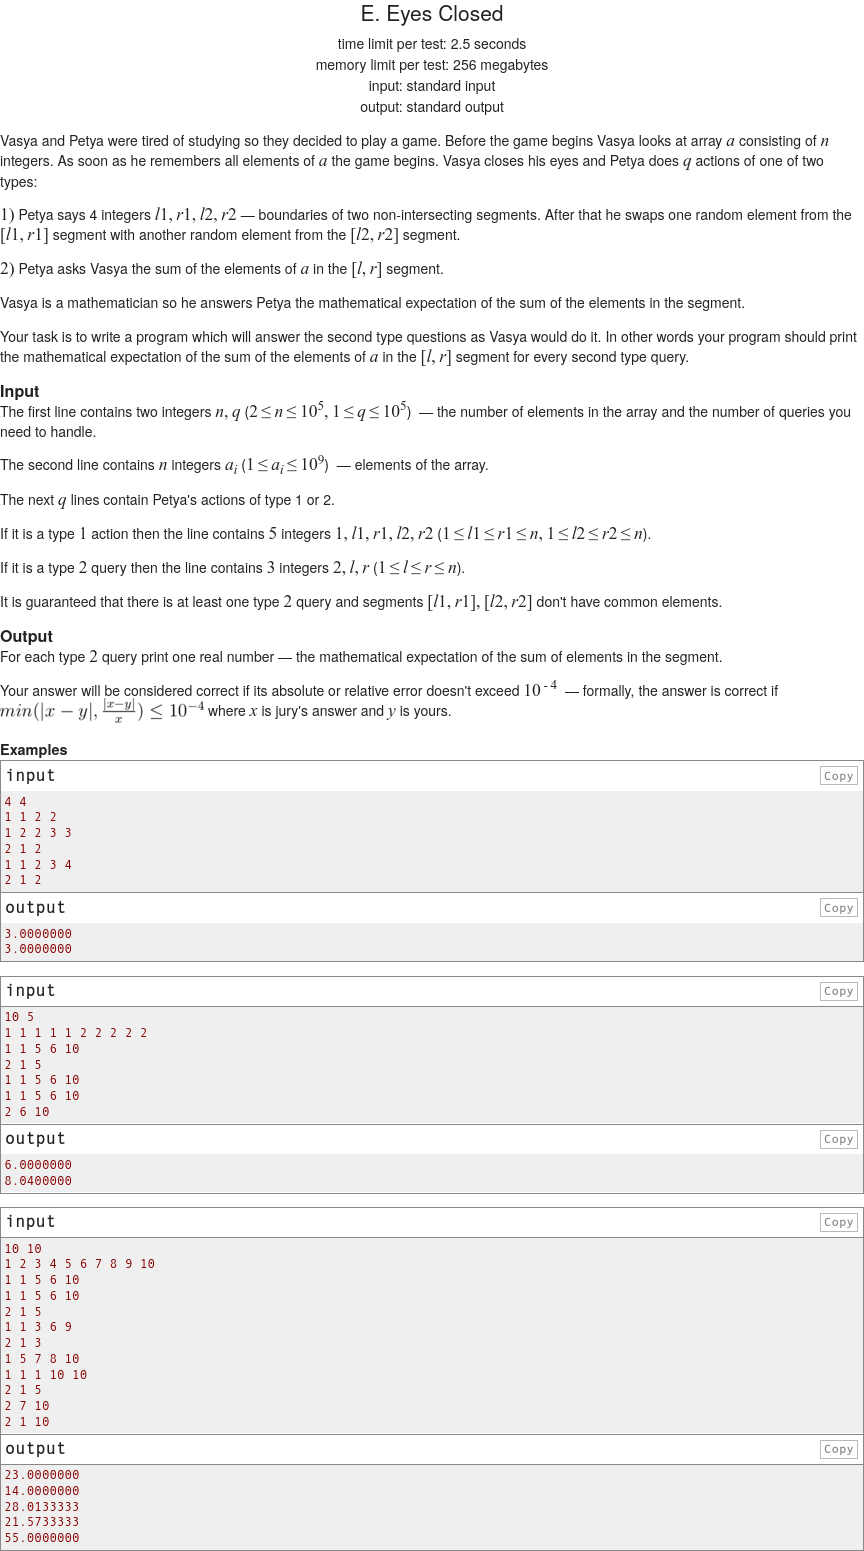 E. Eyes Closed
time limit per test: 2.5 seconds
memory limit per test: 256 megabytes
input: standard input
output: standard output
Vasya and Petya were tired of studying so they decided to play a game. Before the game begins Vasya looks at array a consisting of n
integers. As soon as he remembers all elements of a the game begins. Vasya closes his eyes and Petya does q actions of one of two
types:
1) Petya says 4 integers l1, r1, l2, r2 — boundaries of two non-intersecting segments. After that he swaps one random element from the
[l1, r1] segment with another random element from the [l2, r2] segment.
2) Petya asks Vasya the sum of the elements of a in the [l, r] segment.
Vasya is a mathematician so he answers Petya the mathematical expectation of the sum of the elements in the segment.
Your task is to write a program which will answer the second type questions as Vasya would do it. In other words your program should print
the mathematical expectation of the sum of the elements of a in the [l, r] segment for every second type query.
Input
The first line contains two integers n, q (2 ≤ n ≤ 10^5, 1 ≤ q ≤ 10^5) — the number of elements in the array and the number of queries you
need to handle.
The second line contains n integers a_i (1 ≤ a_i ≤ 10^9) — elements of the array.
The next q lines contain Petya's actions of type 1 or 2.
If it is a type 1 action then the line contains 5 integers 1, l1, r1, l2, r2 (1 ≤ l1 ≤ r1 ≤ n, 1 ≤ l2 ≤ r2 ≤ n).
If it is a type 2 query then the line contains 3 integers 2, l, r (1 ≤ l ≤ r ≤ n).
It is guaranteed that there is at least one type 2 query and segments [l1, r1], [l2, r2] don't have common elements.
Output
For each type 2 query print one real number — the mathematical expectation of the sum of elements in the segment.
Your answer will be considered correct if its absolute or relative error doesn't exceed 10^-4 — formally, the answer is correct if
min(|x − y|, |x−y|/x) ≤ 10^−4 where x is jury's answer and y is yours.
Examples
input
Copy
4 4
1 1 2 2
1 2 2 3 3
2 1 2
1 1 2 3 4
2 1 2
output
Copy
3.0000000
3.0000000
input
Copy
10 5
1 1 1 1 1 2 2 2 2 2
1 1 5 6 10
2 1 5
1 1 5 6 10
1 1 5 6 10
2 6 10
output
Copy
6.0000000
8.0400000
input
Copy
10 10
1 2 3 4 5 6 7 8 9 10
1 1 5 6 10
1 1 5 6 10
2 1 5
1 1 3 6 9
2 1 3
1 5 7 8 10
1 1 1 10 10
2 1 5
2 7 10
2 1 10
output
Copy
23.0000000
14.0000000
28.0133333
21.5733333
55.0000000